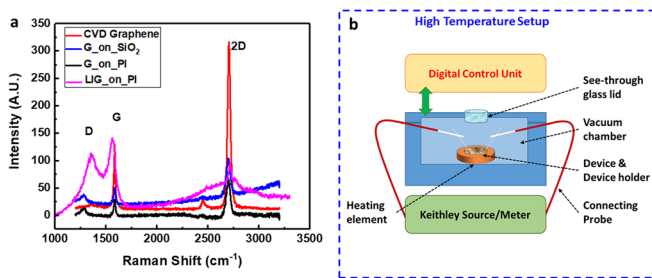 a
CVD Graphene
G_on_SiO₂
G_on_PI
LIG_on_PI
2D
G
D
350
300
250
200
150
100
50
0
-50
1000
1500
2000
2500
3000
3500
Intensity (A.U.)
Raman Shift (cm⁻¹)
b
High Temperature Setup
Digital Control Unit
See-through
glass lid
Vacuum
chamber
Device &
Device holder
Connecting
Probe
Heating
element
Keithley Source/Meter